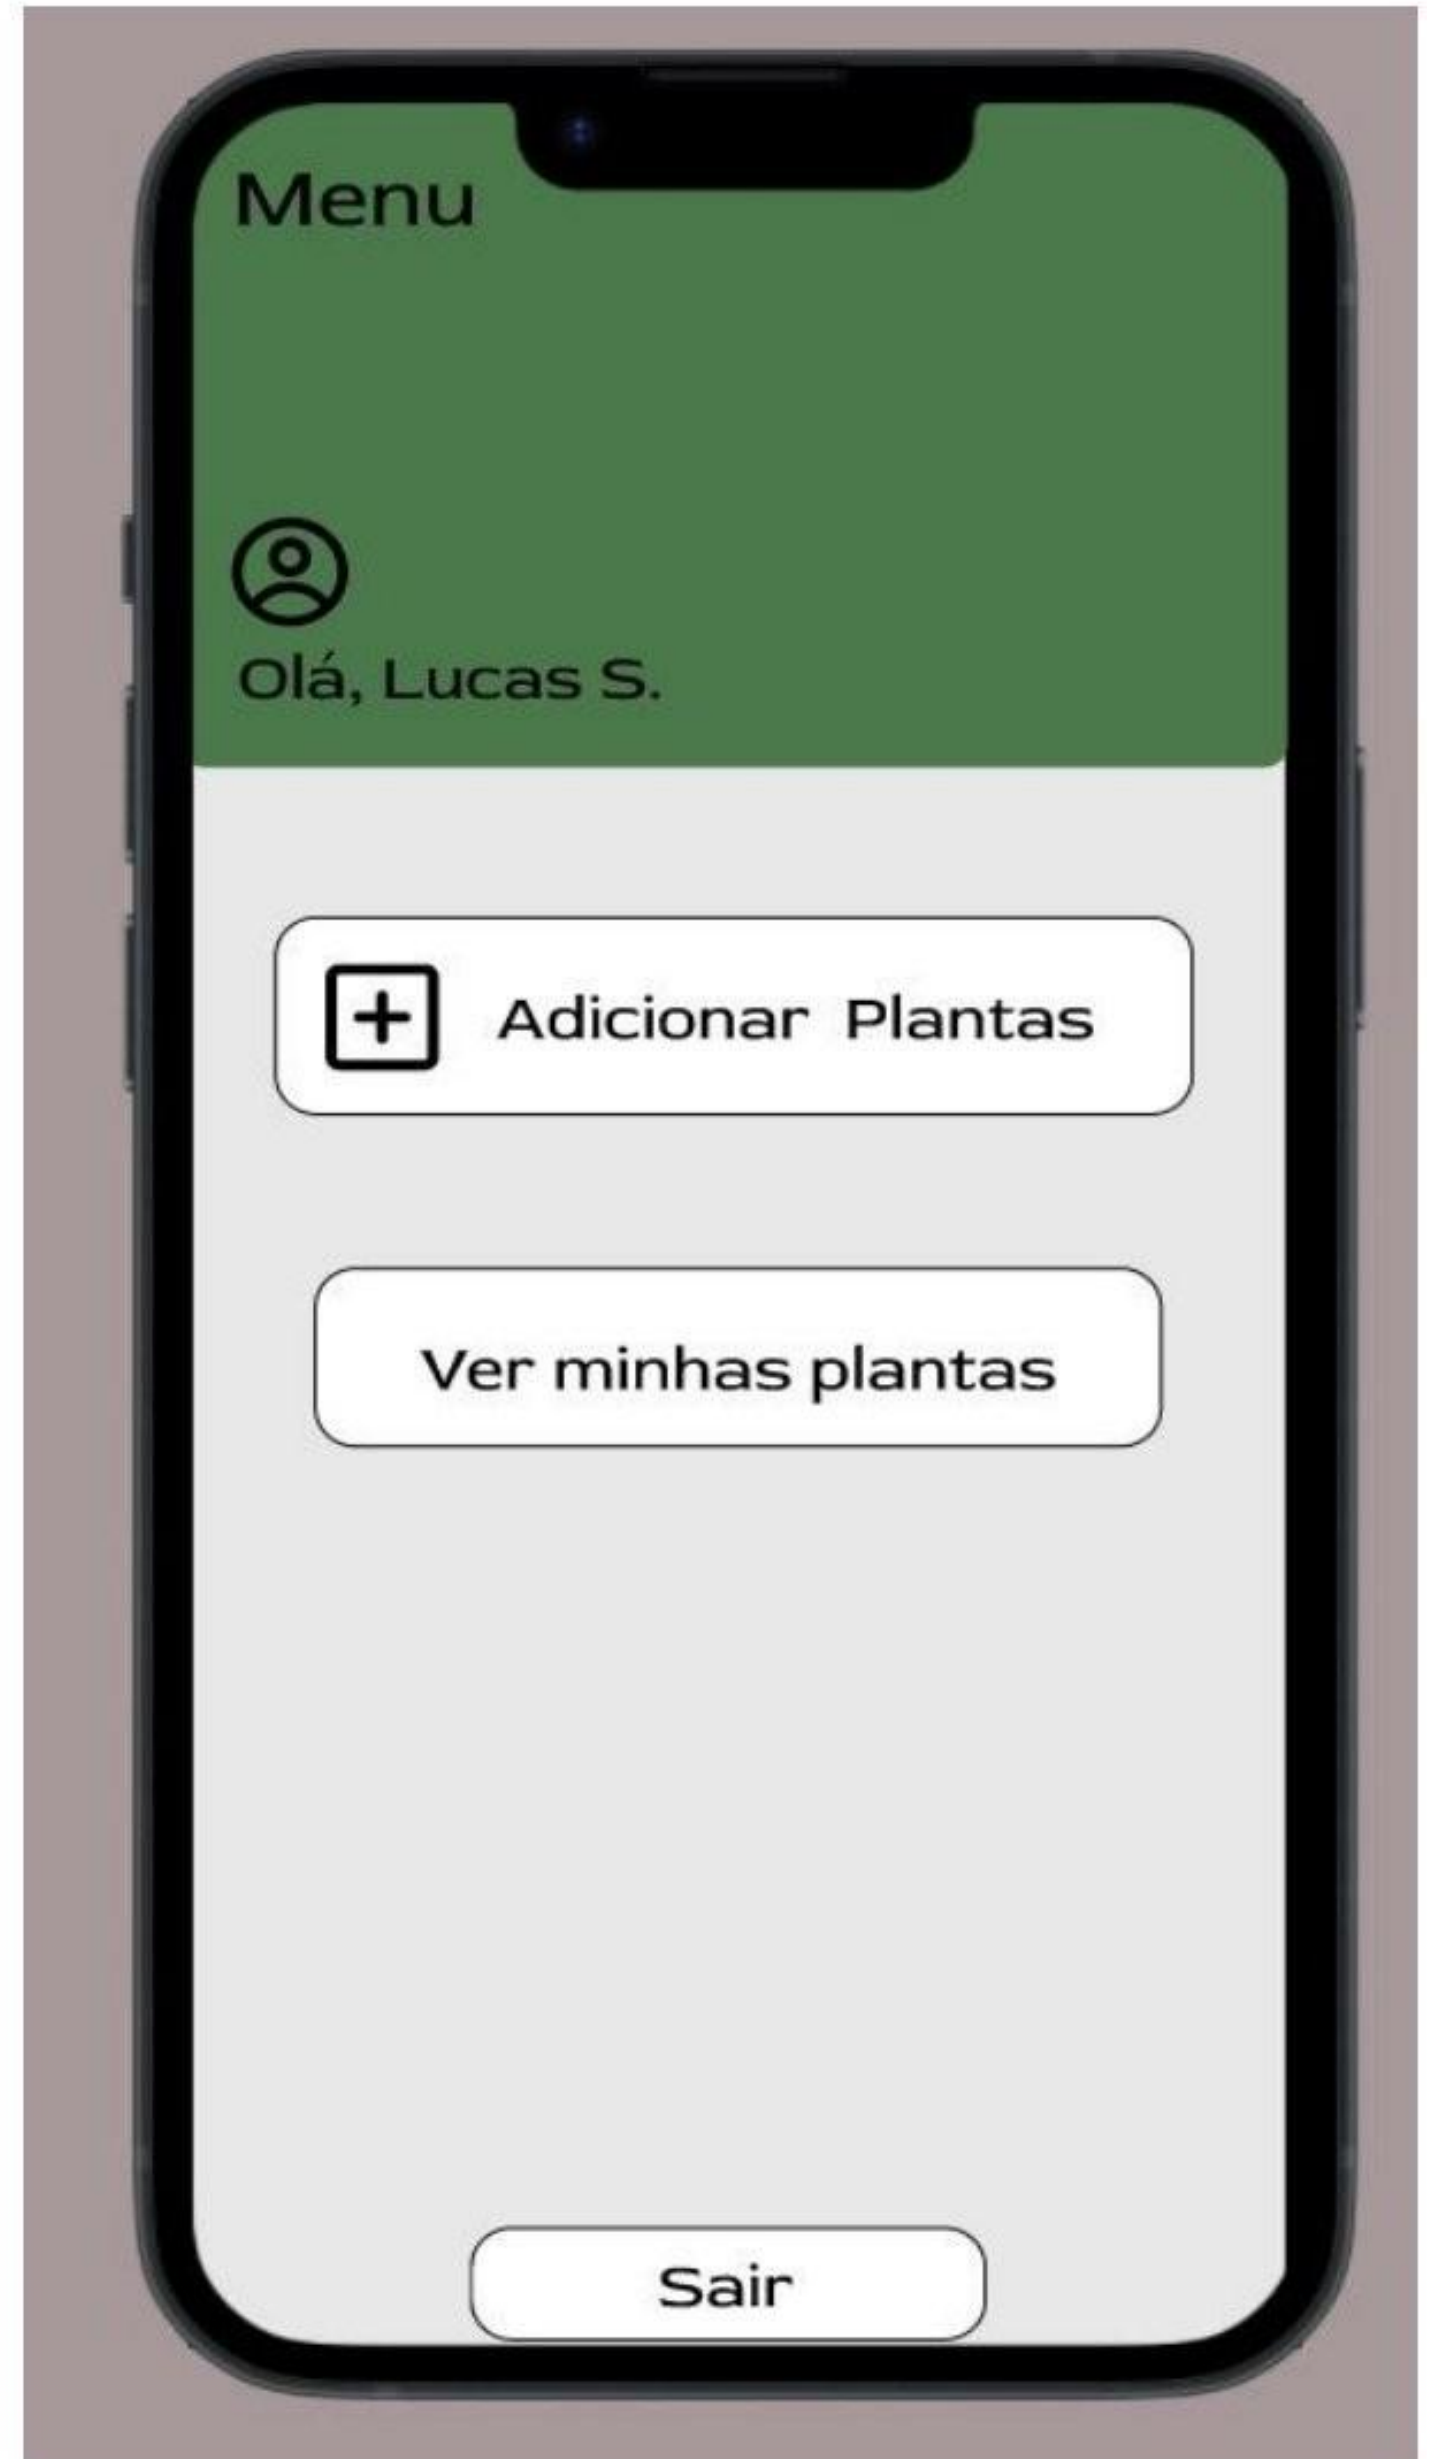 Menu
Olá, Lucas S.
Adicionar Plantas
Ver minhas plantas
Sair